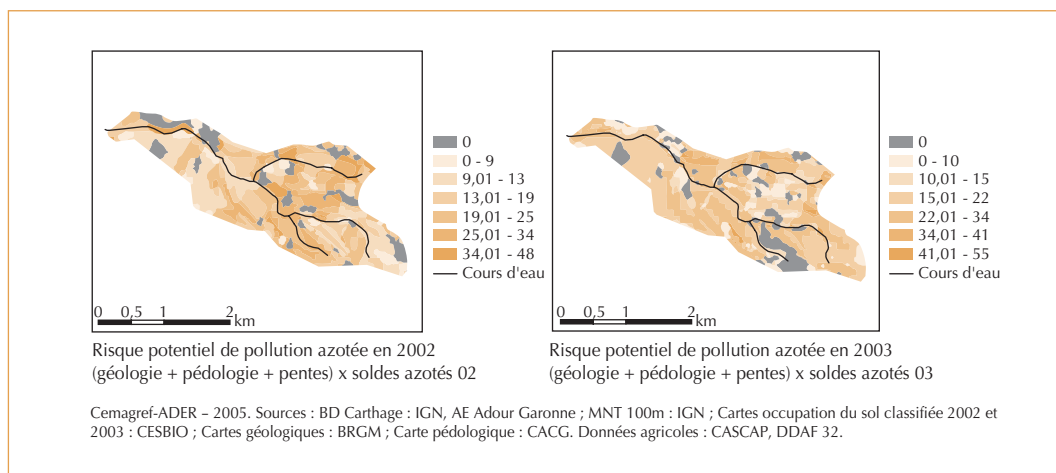 0
0 - 9
9,01 - 13
13,01 - 19
19,01 - 25
25,01 - 34
34,01 - 48
Cours d'eau
0 0,5 1 2
km
Risque potentiel de pollution azotée en 2002
(géologie + pédologie + pentes) x soldes azotés 02
0
0 - 10
10,01 - 15
15,01 - 22
22,01 - 34
34,01 - 41
41,01 - 55
Cours d'eau
0 0,5 1 2
km
Risque potentiel de pollution azotée en 2003
(géologie + pédologie + pentes) x soldes azotés 03
Cemagref-ADER – 2005. Sources : BD Carthage : IGN, AE Adour Garonne ; MNT 100m : IGN ; Cartes occupation du sol classifiée 2002 et
2003 : CESBIO ; Cartes géologiques : BRGM ; Carte pédologique : CACG. Données agricoles : CASCAP, DDAF 32.